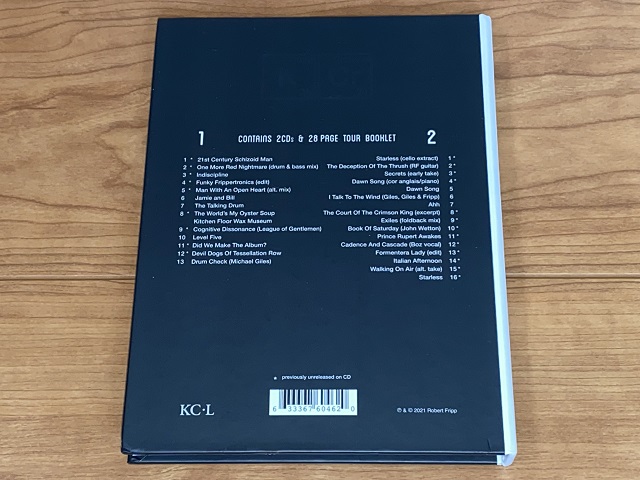 1 CONTAINS 2CDs & 28 PAGE TOUR BOOKLET 2
1 * 21st Century Schizoid Man
2 * One More Red Nightmare (drum & bass mix)
3 * Indiscipline
4 * Funky Frippertronics (edit)
5 * Man With An Open Heart (alt. mix)
6 Jamie and Bill
7 The Talking Drum
8 * The World's My Oyster Soup
Kitchen Floor Wax Museum
9 * Cognitive Dissonance (League of Gentlemen)
10 Level Five
11 * Did We Make The Album?
12 * Devil Dogs Of Tessellation Row
13 Drum Check (Michael Giles)
Starless (cello extract) 1 *
The Deception Of The Thrush (RF guitar) 2 *
Secrets (early take) 3 *
Dawn Song (cor anglais/piano) 4 *
Dawn Song 5
I Talk To The Wind (Giles, Giles & Fripp) 6
Ahh 7
The Court Of The Crimson King (excerpt) 8 *
Exiles (foldback mix) 9 *
Book Of Saturday (John Wetton) 10 *
Prince Rupert Awakes 11 *
Cadence And Cascade (Boz vocal) 12 *
Formentera Lady (edit) 13 *
Italian Afternoon 14 *
Walking On Air (alt. take) 15 *
Starless 16 *
* previously unreleased on CD
KC·L
6 33367 60462 0
℗ & © 2021 Robert Fripp